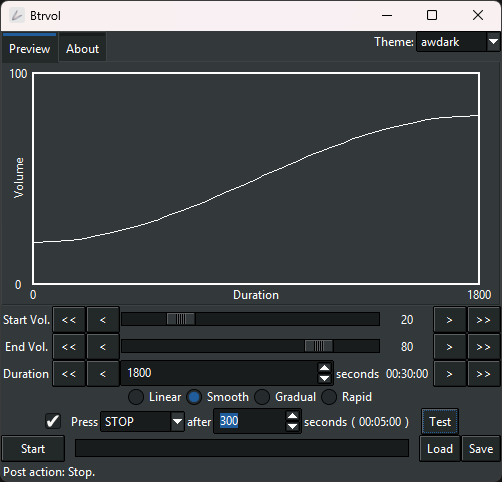 Btrvol
Preview About Theme: awdark
100
Volume
0
0 Duration 1800
Start Vol. << < 20 > >>
End Vol. << < 80 > >>
Duration << < 1800 seconds 00:30:00 > >>
Linear Smooth Gradual Rapid
Press STOP after 300 seconds ( 00:05:00 ) Test
Start Load Save
Post action: Stop.